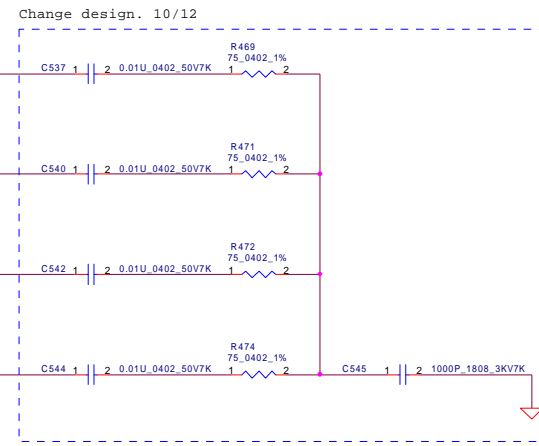 Change design. 10/12
R469
75_0402_1%
C537 1 2 0.01U_0402_50V7K 1 2
R471
75_0402_1%
C540 1 2 0.01U_0402_50V7K 1 2
R472
75_0402_1%
C542 1 2 0.01U_0402_50V7K 1 2
R474
75_0402_1%
C544 1 2 0.01U_0402_50V7K 1 2 C545 1 2 1000P_1808_3KV7K